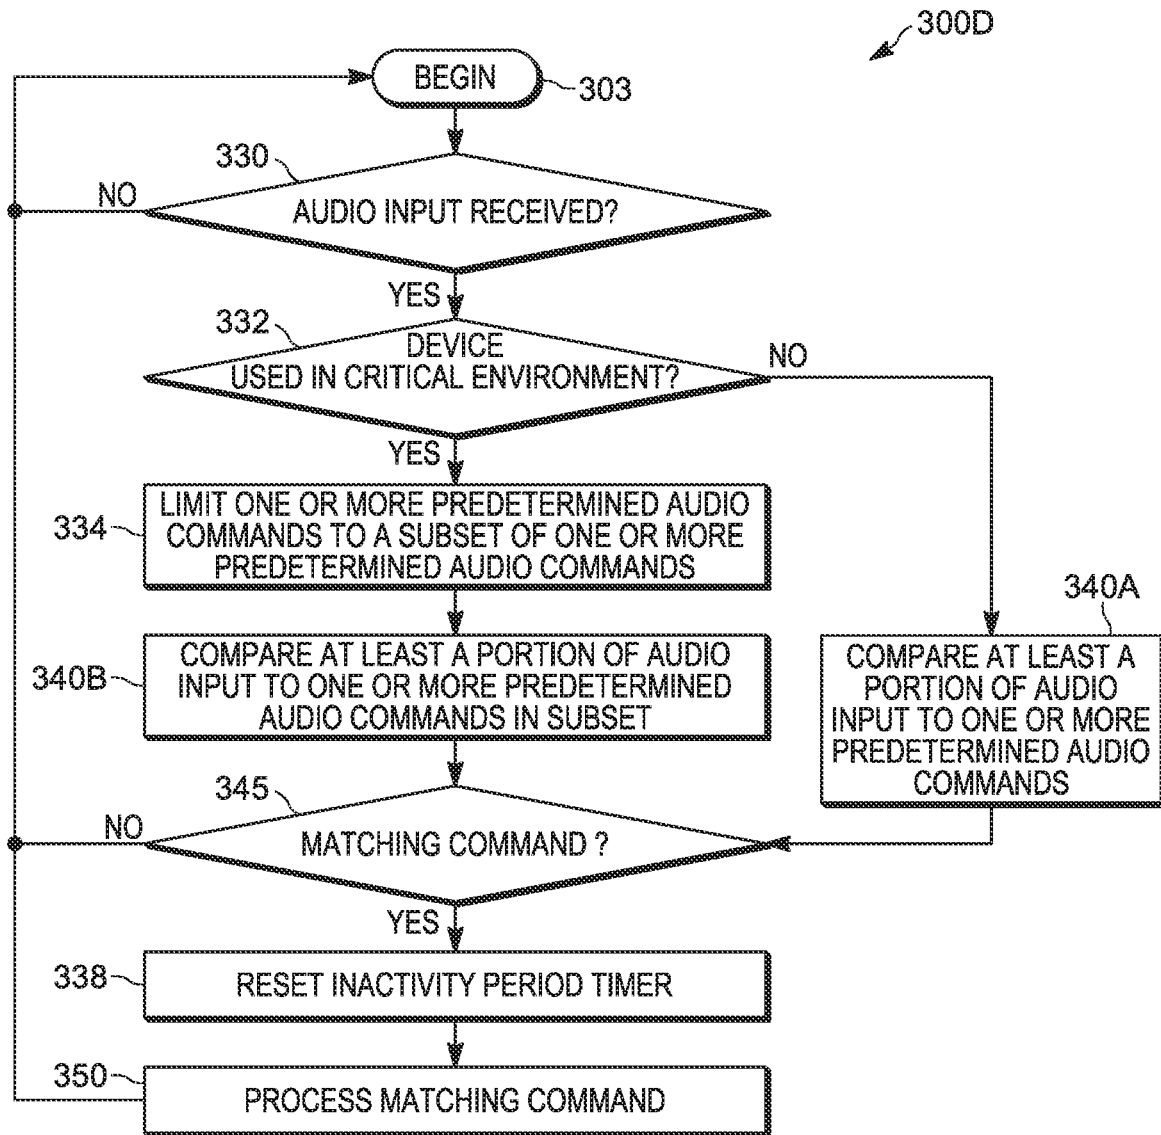 300D
BEGIN
303
330
NO
AUDIO INPUT RECEIVED?
YES
332
DEVICE
USED IN CRITICAL ENVIRONMENT?
NO
YES
334
LIMIT ONE OR MORE PREDETERMINED AUDIO
COMMANDS TO A SUBSET OF ONE OR MORE
PREDETERMINED AUDIO COMMANDS
340A
COMPARE AT LEAST A
PORTION OF AUDIO
INPUT TO ONE OR MORE
PREDETERMINED AUDIO
COMMANDS
340B
COMPARE AT LEAST A PORTION OF AUDIO
INPUT TO ONE OR MORE PREDETERMINED
AUDIO COMMANDS IN SUBSET
345
NO
MATCHING COMMAND ?
YES
338
RESET INACTIVITY PERIOD TIMER
350
PROCESS MATCHING COMMAND